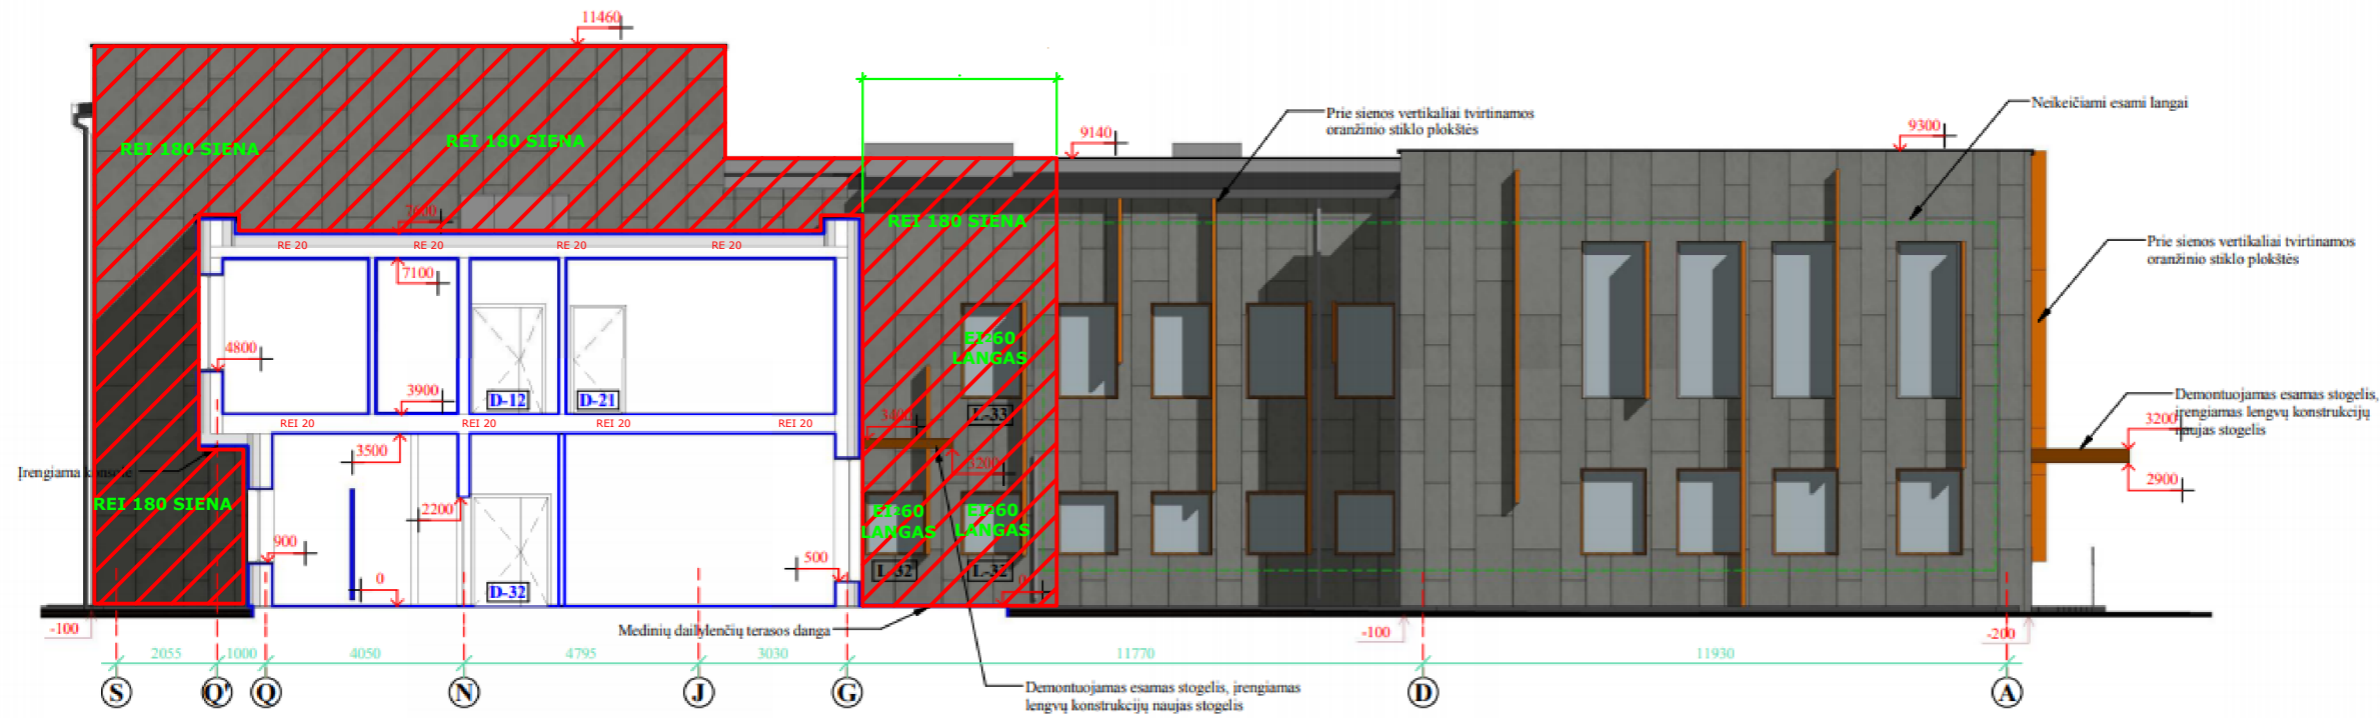 11460
Prie sienos vertikaliai tvirtinamos
oranžinio stiklo plokštės
Neikeičiami esami langai
9140
9300
REI 180 SIENA
REI 180 SIENA
REI 180 SIENA
7600
RE 20
RE 20
RE 20
RE 20
7100
Prie sienos vertikaliai tvirtinamos
oranžinio stiklo plokštės
4800
EI 60
LANGAS
3900
D-12
D-21
L-33
3400
Demontuojamas esamas stogelis,
įrengiamas lengvų konstrukcijų
naujas stogelis
3200
REI 20
REI 20
REI 20
REI 20
3500
3200
Įrengiama konsolė
2900
REI 180 SIENA
2200
EI 60
LANGAS
EI 60
LANGAS
900
500
L-32
L-32
0
0
D-32
-100
Medinių dailylenčių terasos danga
-100
-200
2055
1000
4050
4795
3030
11770
11930
S
Q'
Q
N
J
G
D
A
Demontuojamas esamas stogelis, įrengiamas
lengvų konstrukcijų naujas stogelis